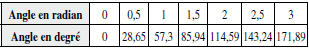 Angle en radian 0 0,5 1 1,5 2 2,5 3
Angle en degré 0 28,65 57,3 85,94 114,59 143,24 171,89